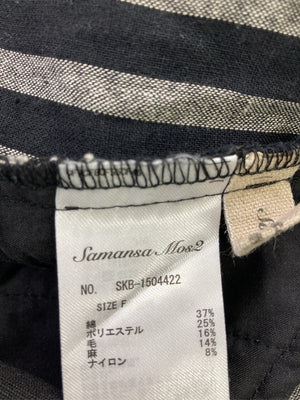 Samansa Mos2
NO. SKB-1504422
SIZE F
綿 37%
ポリエステル 25%
毛 16%
麻 14%
ナイロン 8%